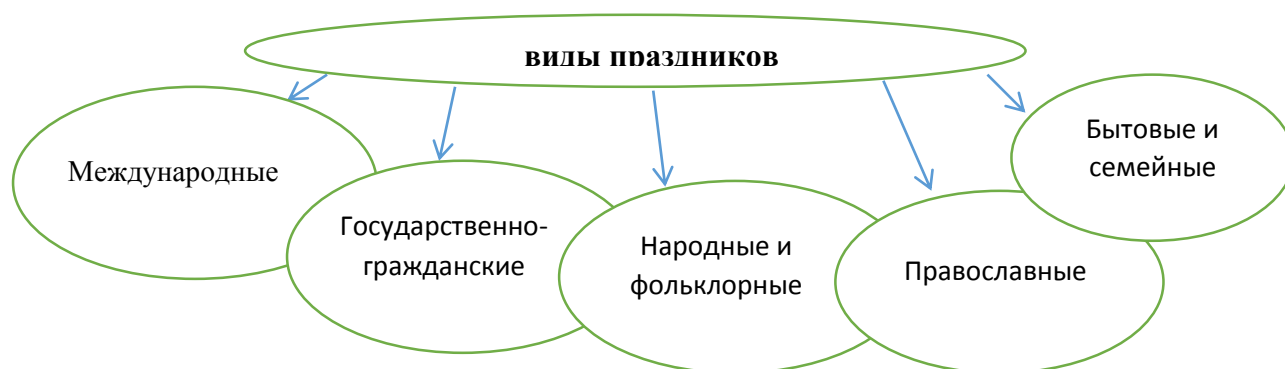 виды праздников
Международные
Государственно-
гражданские
Народные и
фольклорные
Православные
Бытовые и
семейные